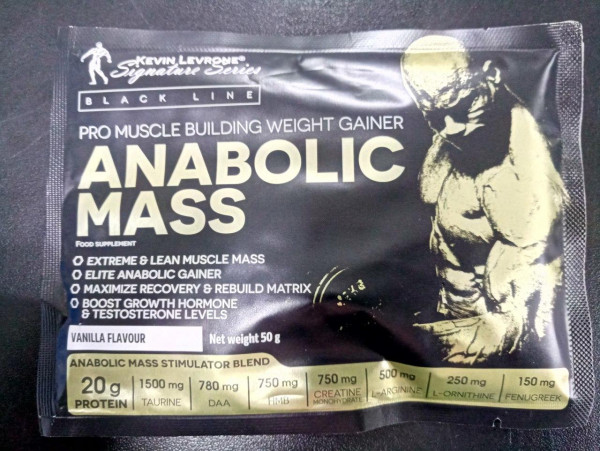 KEVIN LEVRONE®
Signature Series
BLACK LINE
PRO MUSCLE BUILDING WEIGHT GAINER
ANABOLIC
MASS
FOOD SUPPLEMENT
EXTREME & LEAN MUSCLE MASS
ELITE ANABOLIC GAINER
MAXIMIZE RECOVERY & REBUILD MATRIX
BOOST GROWTH HORMONE
& TESTOSTERONE LEVELS
VANILLA FLAVOUR Net weight 50 g
ANABOLIC MASS STIMULATOR BLEND
20 g PROTEIN
1500 mg TAURINE
780 mg DAA
750 mg HMB
750 mg CREATINE MONOHYDRATE
500 mg L-ARGININE
250 mg L-ORNITHINE
150 mg FENUGREEK